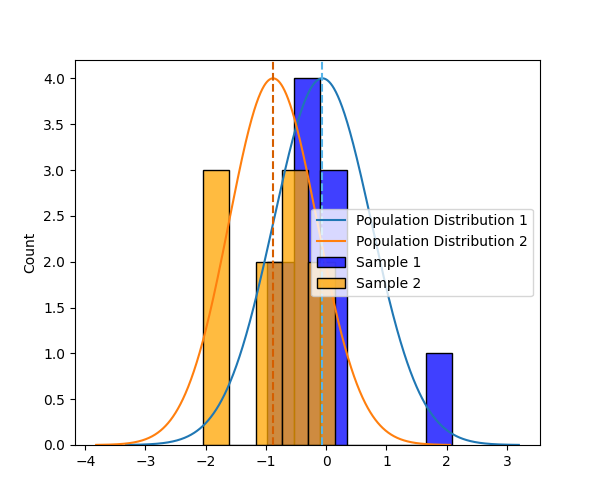 4.0
3.5
3.0
2.5
2.0
1.5
1.0
0.5
0.0
Count
Population Distribution 1
Population Distribution 2
Sample 1
Sample 2
−4 −3 −2 −1 0 1 2 3